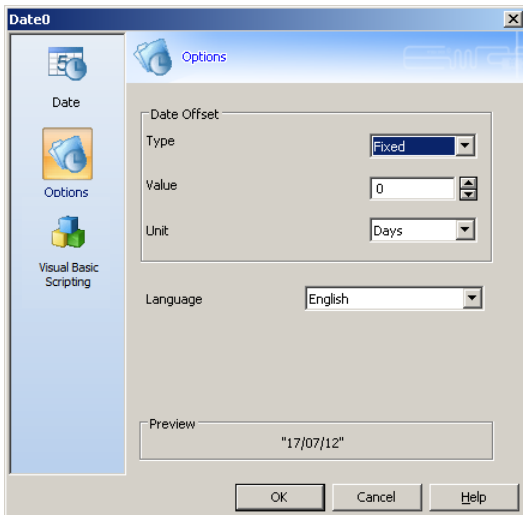 Date0
Options
5
Date
Options
Visual Basic
Scripting
Date Offset
Type
Fixed
Value
0
Unit
Days
Language
English
Preview
"17/07/12"
OK
Cancel
Help